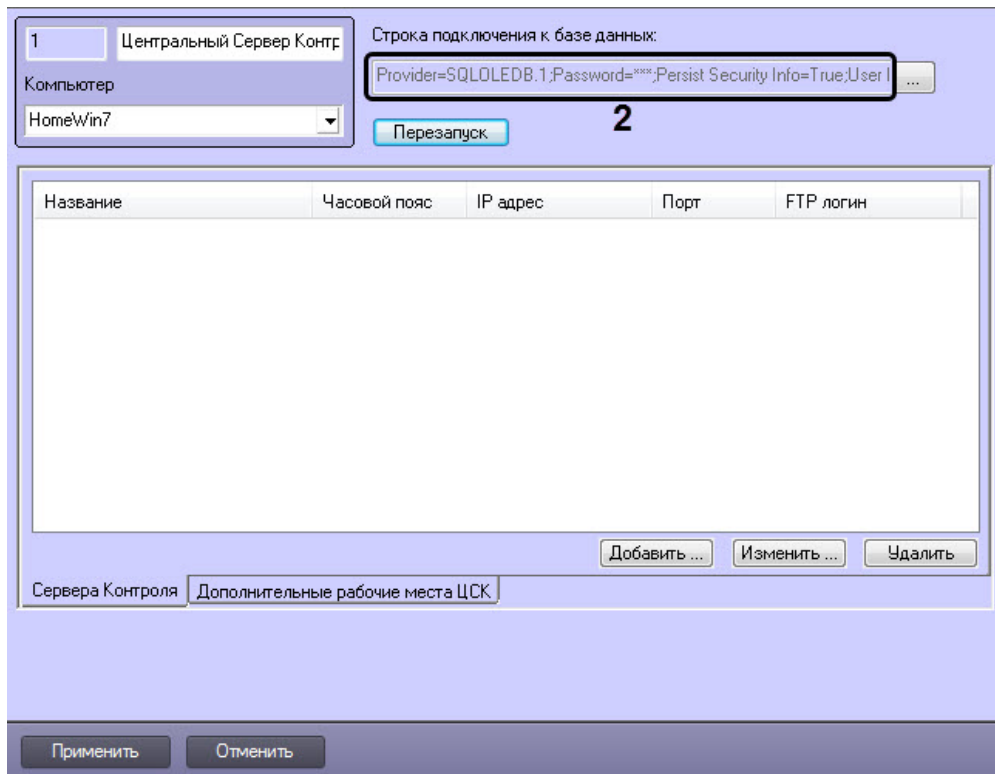 1
Центральный Сервер Контр
Компьютер
HomeWin7
Строка подключения к базе данных:
Provider=SQLOLEDB.1;Password=***;Persist Security Info=True;User I
...
2
Перезапуск
Название Часовой пояс IP адрес Порт FTP логин
Добавить ... Изменить ... Удалить
Сервера Контроля Дополнительные рабочие места ЦСК
Применить Отменить